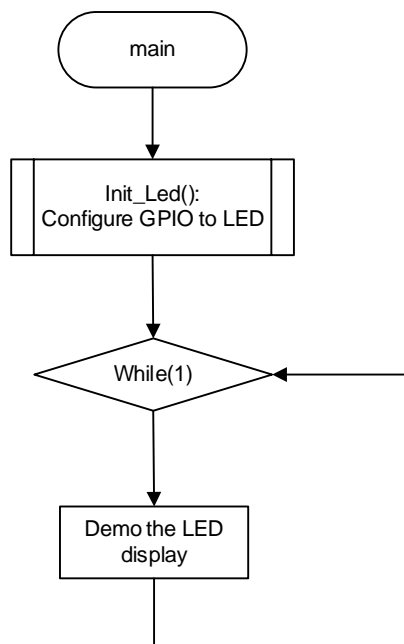 main
Init_Led():
Configure GPIO to LED
While(1)
Demo the LED
display